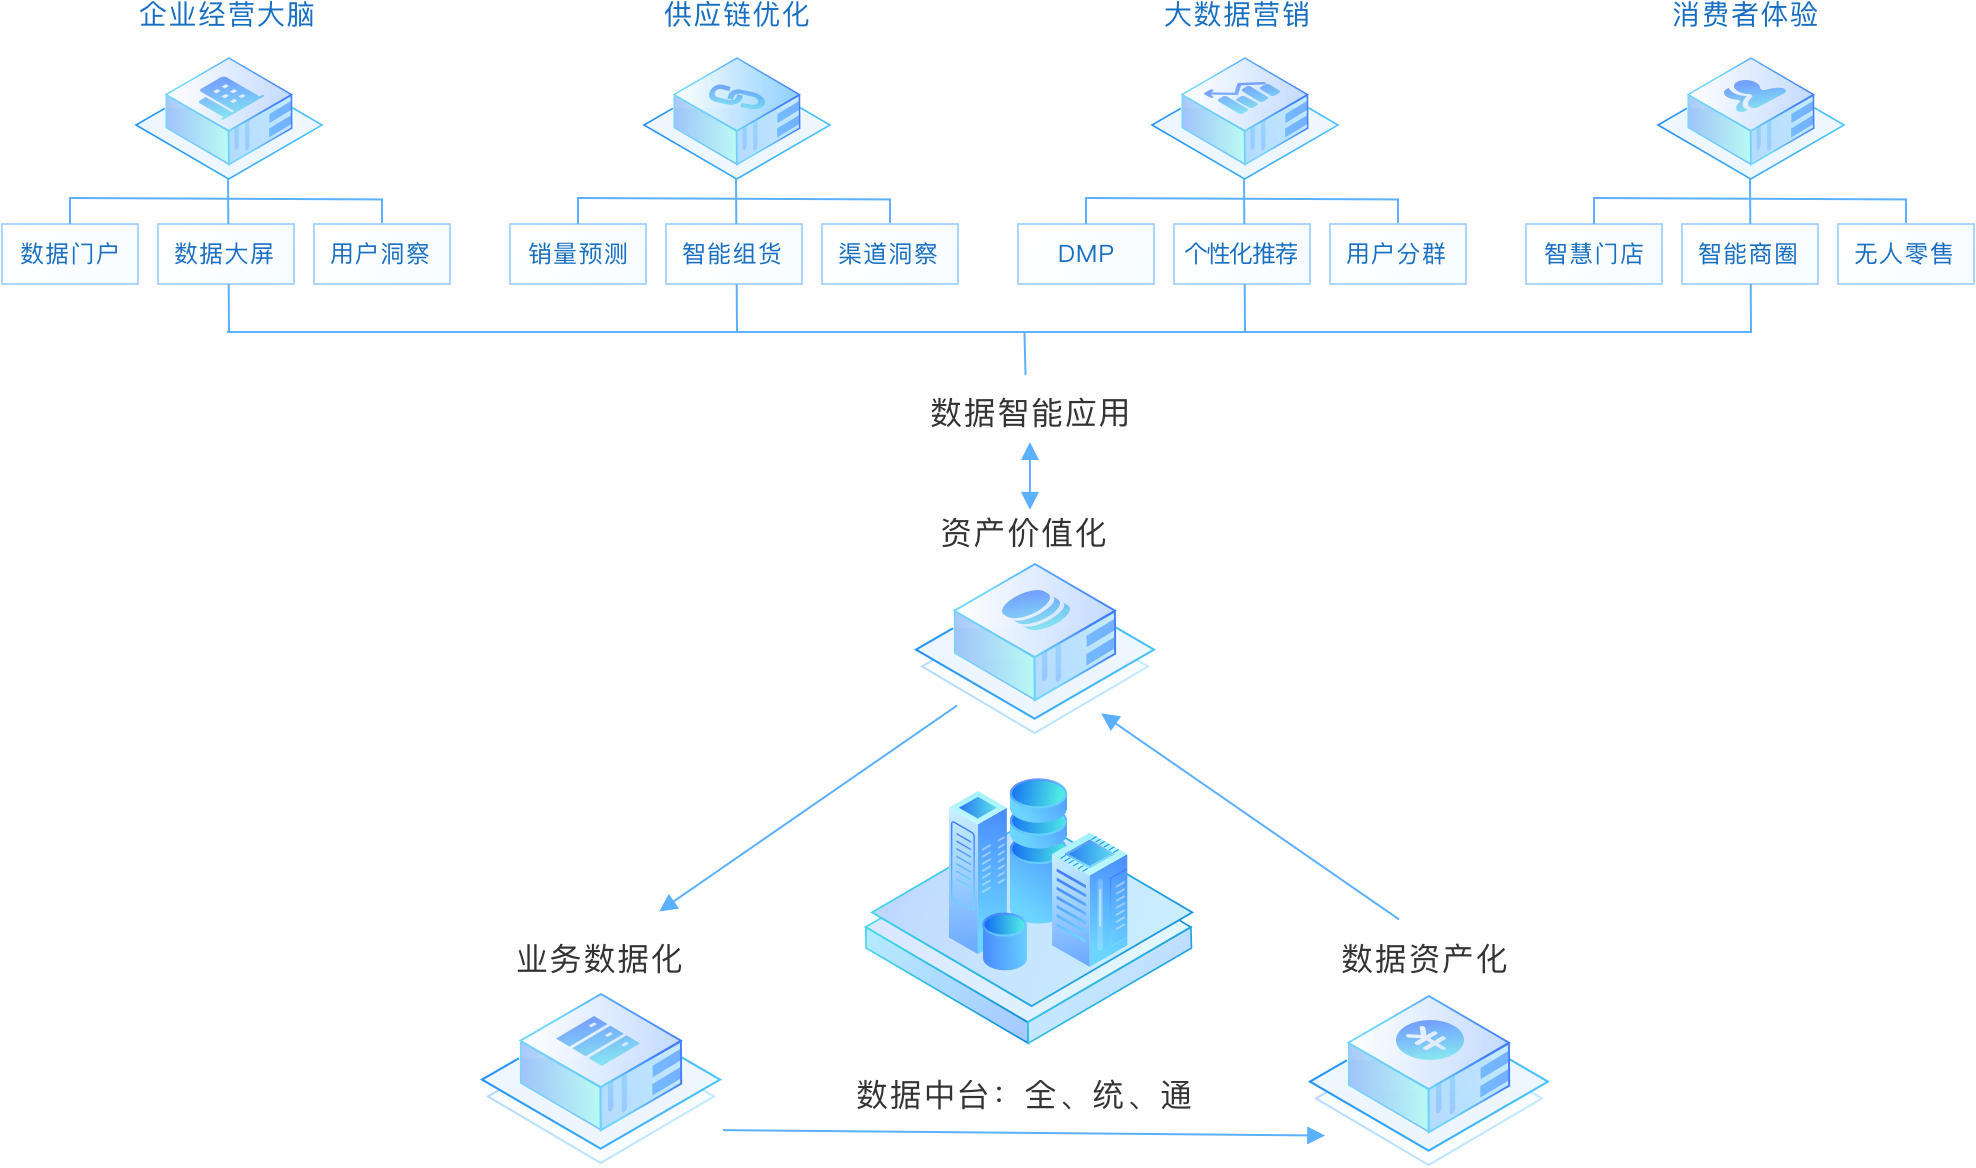 企业经营大脑
供应链优化
大数据营销
消费者体验
数据门户
数据大屏
用户洞察
销量预测
智能组货
渠道洞察
DMP
个性化推荐
用户分群
智慧门店
智能商圈
无人零售
数据智能应用
资产价值化
业务数据化
数据资产化
数据中台：全、统、通